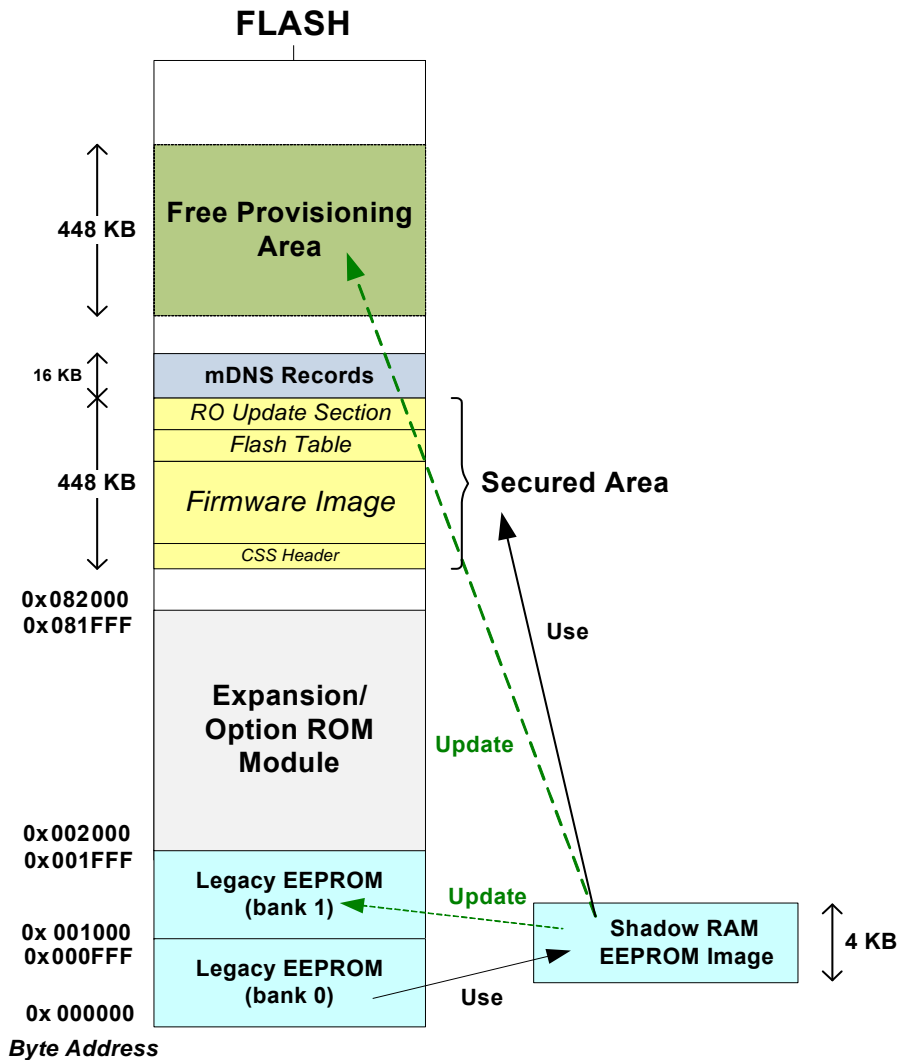 FLASH
Free Provisioning
Area
448 KB
16 KB
mDNS Records
RO Update Section
Flash Table
448 KB
Firmware Image
Secured Area
CSS Header
0x082000
0x081FFF
Use
Expansion/
Option ROM
Module
Update
0x002000
0x001FFF
Legacy EEPROM
(bank 1)
Update
Shadow RAM
EEPROM Image
4 KB
0x 001000
0x000FFF
Legacy EEPROM
(bank 0)
Use
0x 000000
Byte Address